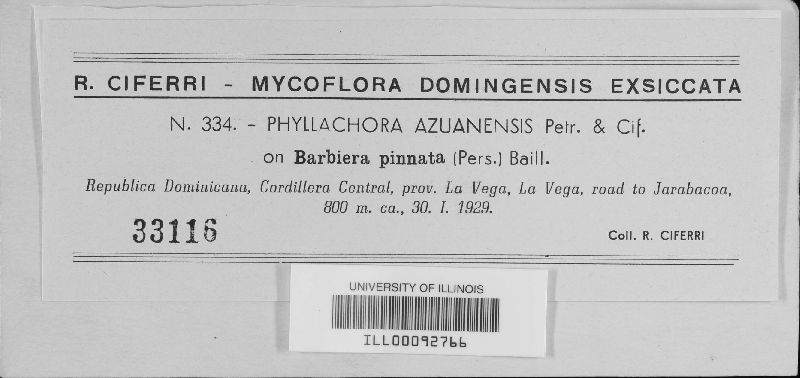 R. CIFERRI - MYCOFLORA DOMINGENSIS EXSICCATA
N. 334. - PHYLLACHORA AZUANENSIS Petr. & Cif.
on Barbiera pinnata (Pers.) Baill.
Republica Dominicana, Cordillera Central, prov. La Vega, La Vega, road to Jarabacoa,
800 m. ca., 30. I. 1929.
33116
Coll. R. CIFERRI
UNIVERSITY OF ILLINOIS
ILL00092766